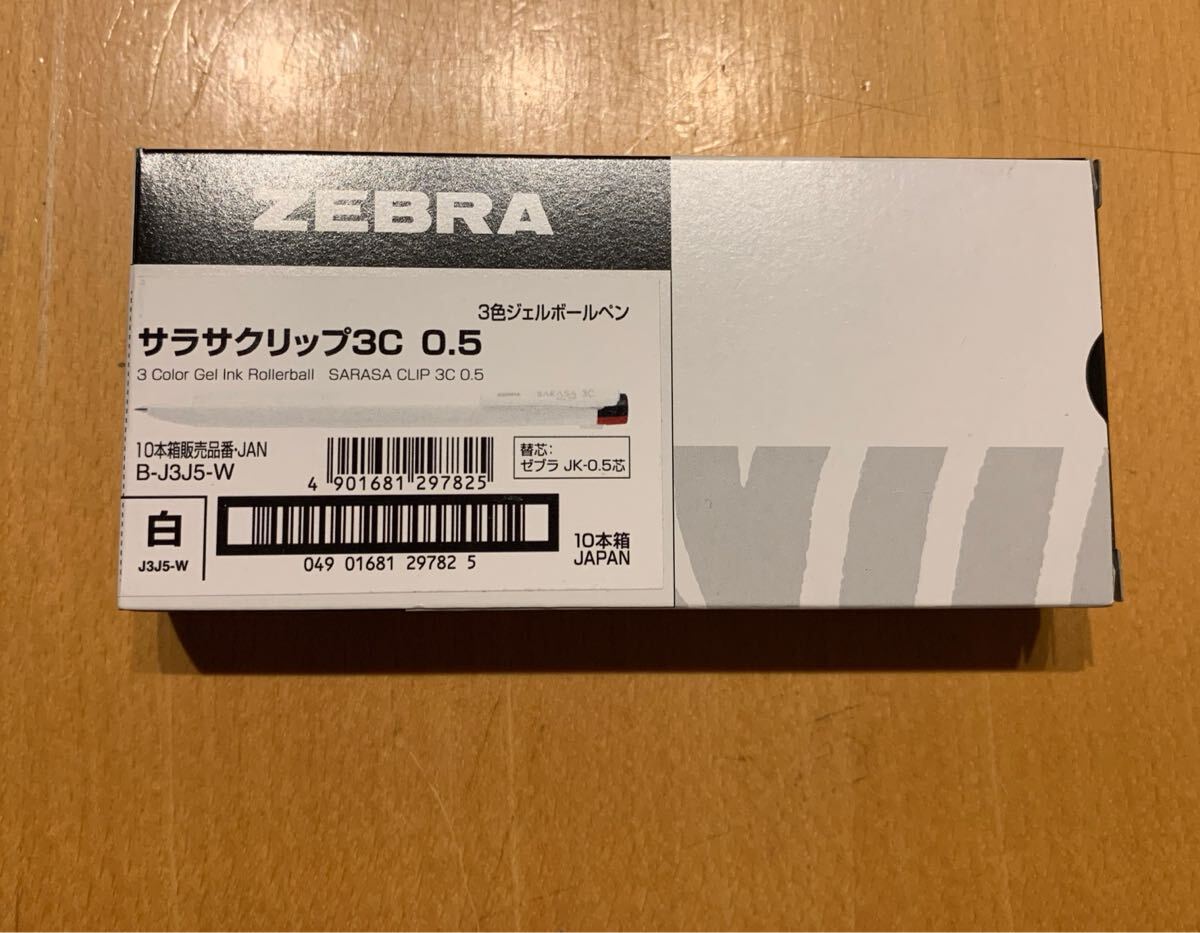 ZEBRA
3色ジェルボールペン
サラサクリップ3C 0.5
3 Color Gel Ink Rollerball SARASA CLIP 3C 0.5
SARASA 3C
10本箱販売品番・JAN
B-J3J5-W
4 901681 297825
替芯:
ゼブラ JK-0.5芯
白
J3J5-W
049 01681 29782 5
10本箱
JAPAN